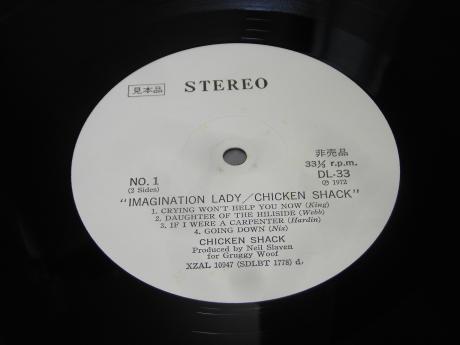 見本品 STEREO
非売品
NO. 1 33⅓ r.p.m.
(2 Sides) DL-33
Ⓟ 1972
"IMAGINATION LADY/CHICKEN SHACK"
1. CRYING WON'T HELP YOU NOW (King)
2. DAUGHTER OF THE HILLSIDE (Webb)
3. IF I WERE A CARPENTER (Hardin)
4. GOING DOWN (Nix)
CHICKEN SHACK
Produced by Neil Slaven
for Gruggy Woof
XZAL 10947 (SDLBT 1778) d.